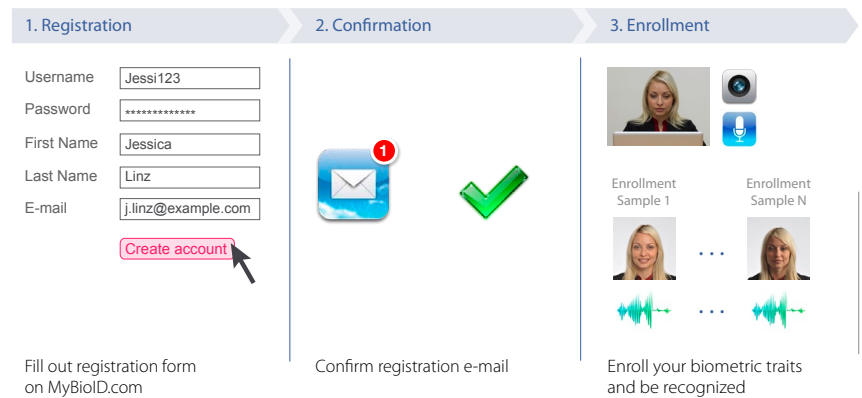 1. Registration
2. Confirmation
3. Enrollment
Username
Jessi123
Password
*************
First Name
Jessica
Last Name
Linz
E-mail
j.linz@example.com
Create account
1
Enrollment
Sample 1
Enrollment
Sample N
. . .
. . .
Fill out registration form
on MyBioID.com
Confirm registration e-mail
Enroll your biometric traits
and be recognized